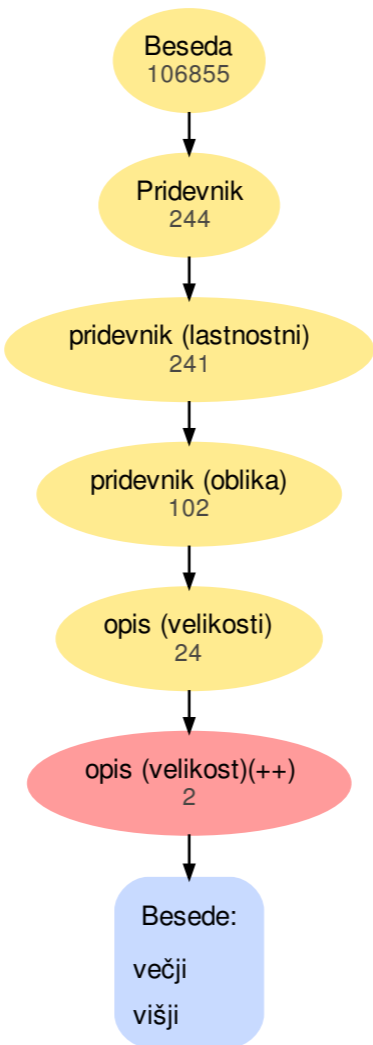 Beseda
106855
Pridevnik
244
pridevnik (lastnostni)
241
pridevnik (oblika)
102
opis (velikosti)
24
opis (velikost)(++)
2
Besede:
večji
višji